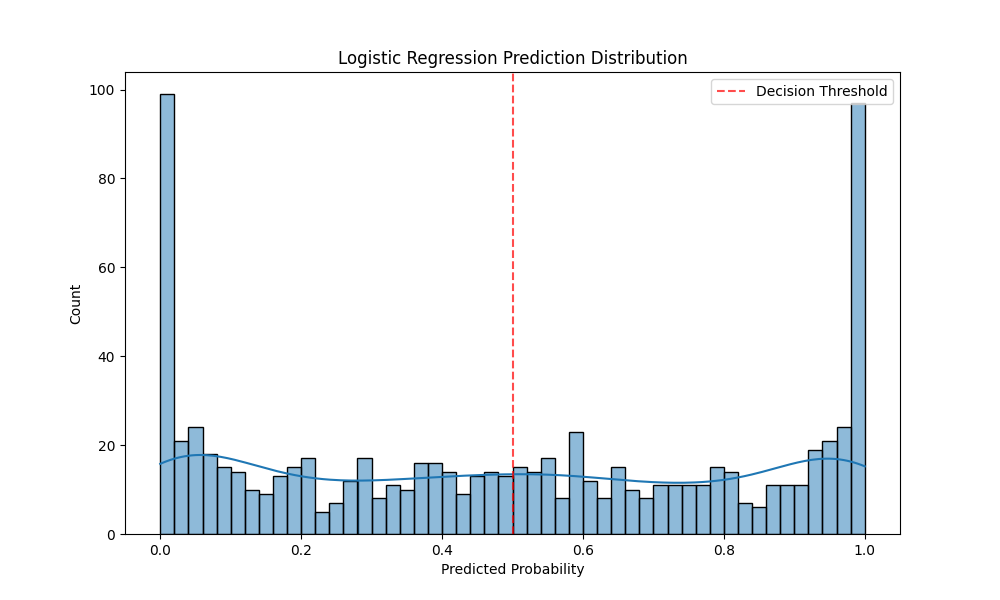 Logistic Regression Prediction Distribution
Decision Threshold
Count
100
80
60
40
20
0
0.0 0.2 0.4 0.6 0.8 1.0
Predicted Probability